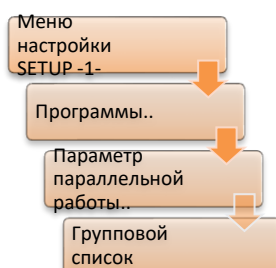 Меню
настройки
SETUP -1-
Программы..
Параметр
параллельной
работы..
Групповой
список